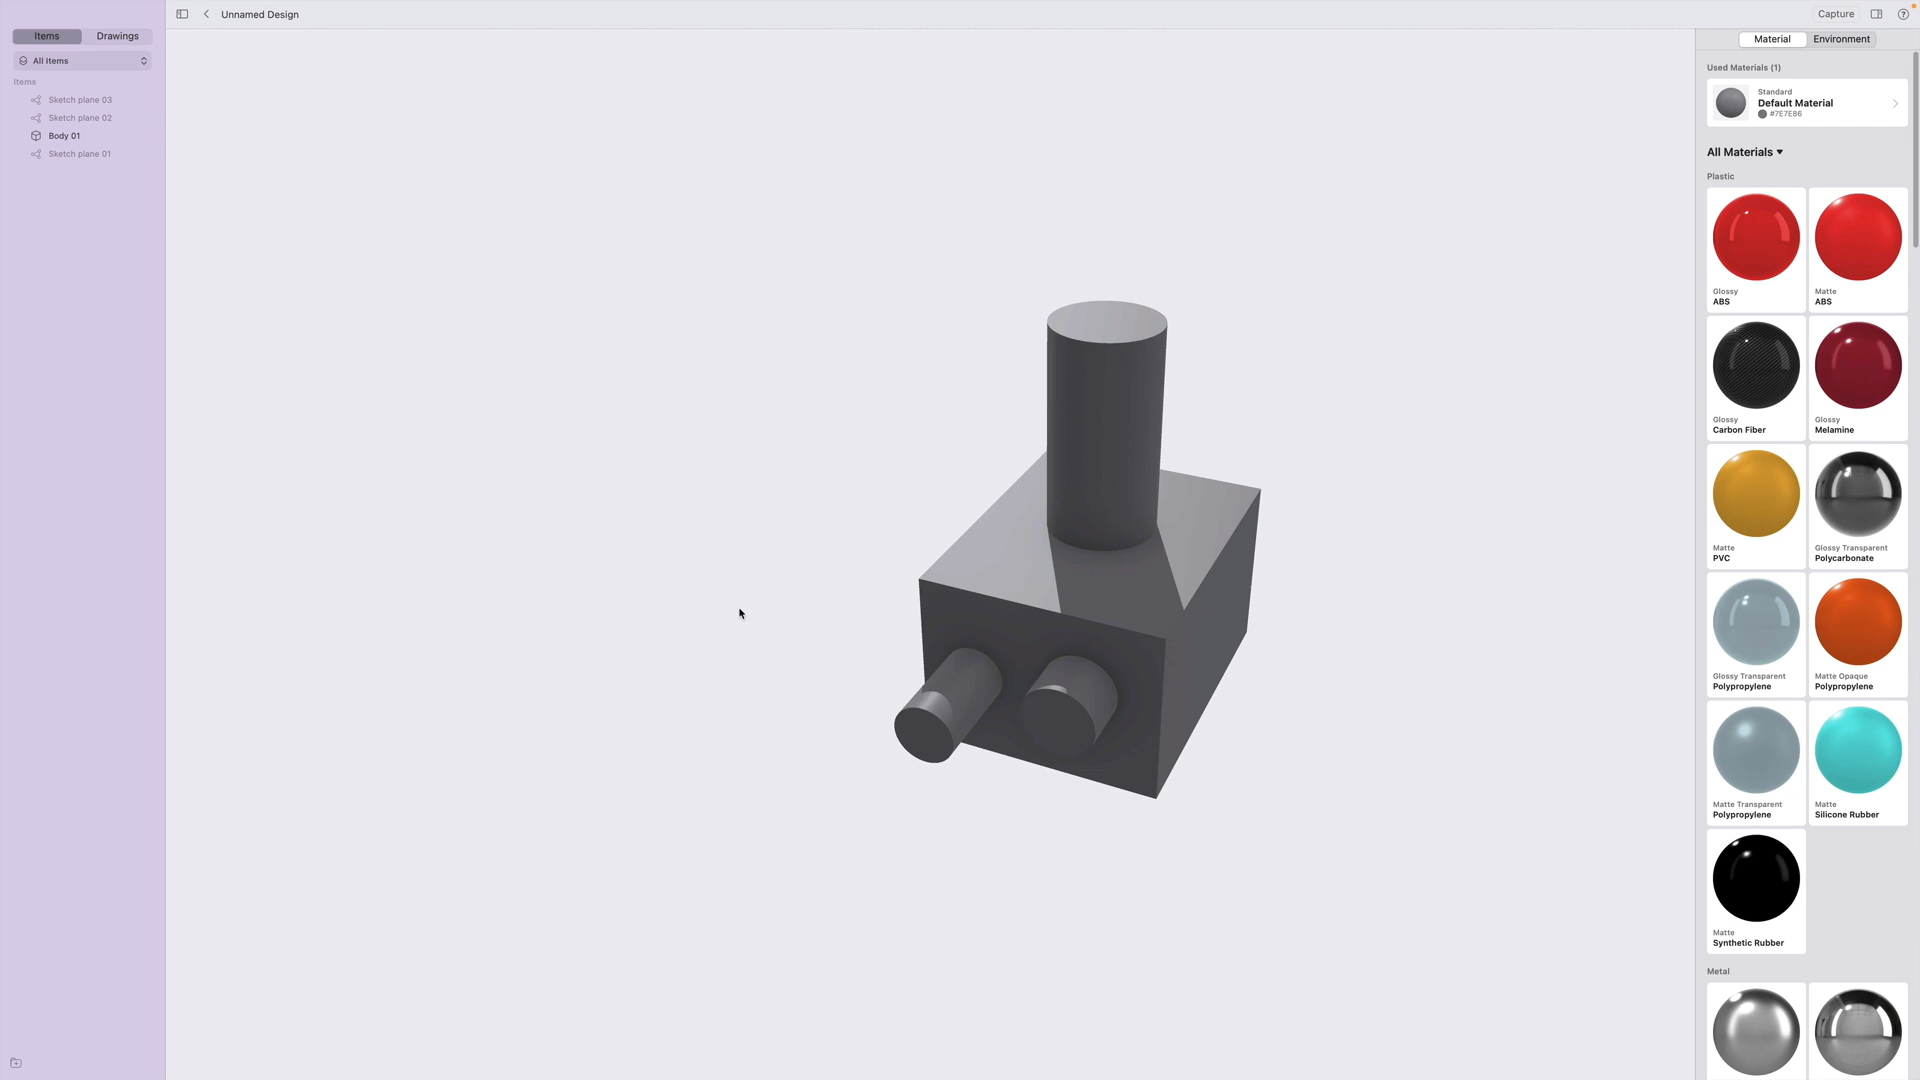 Unnamed Design
Capture
Items
Drawings
All Items
Items
Sketch plane 03
Sketch plane 02
Body 01
Sketch plane 01
Material
Environment
Used Materials (1)
Standard
Default Material
#7E7E86
All Materials
Plastic
Glossy
ABS
Matte
ABS
Glossy
Carbon Fiber
Glossy
Melamine
Matte
PVC
Glossy Transparent
Polycarbonate
Glossy Transparent
Polypropylene
Matte Opaque
Polypropylene
Matte Transparent
Polypropylene
Matte
Silicone Rubber
Matte
Synthetic Rubber
Metal